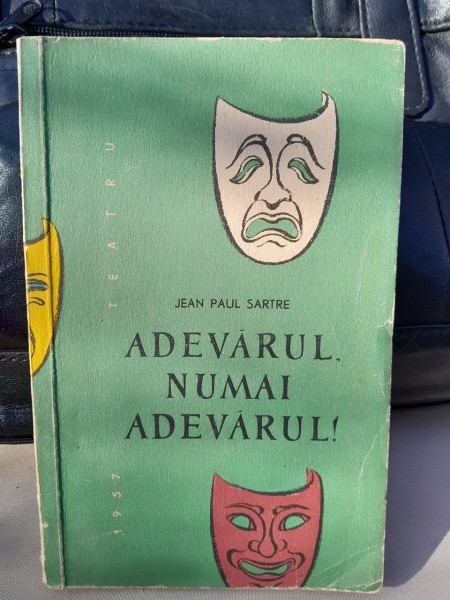 TEATRU
JEAN PAUL SARTRE
ADEVĂRUL,
NUMAI
ADEVĂRUL!
1957